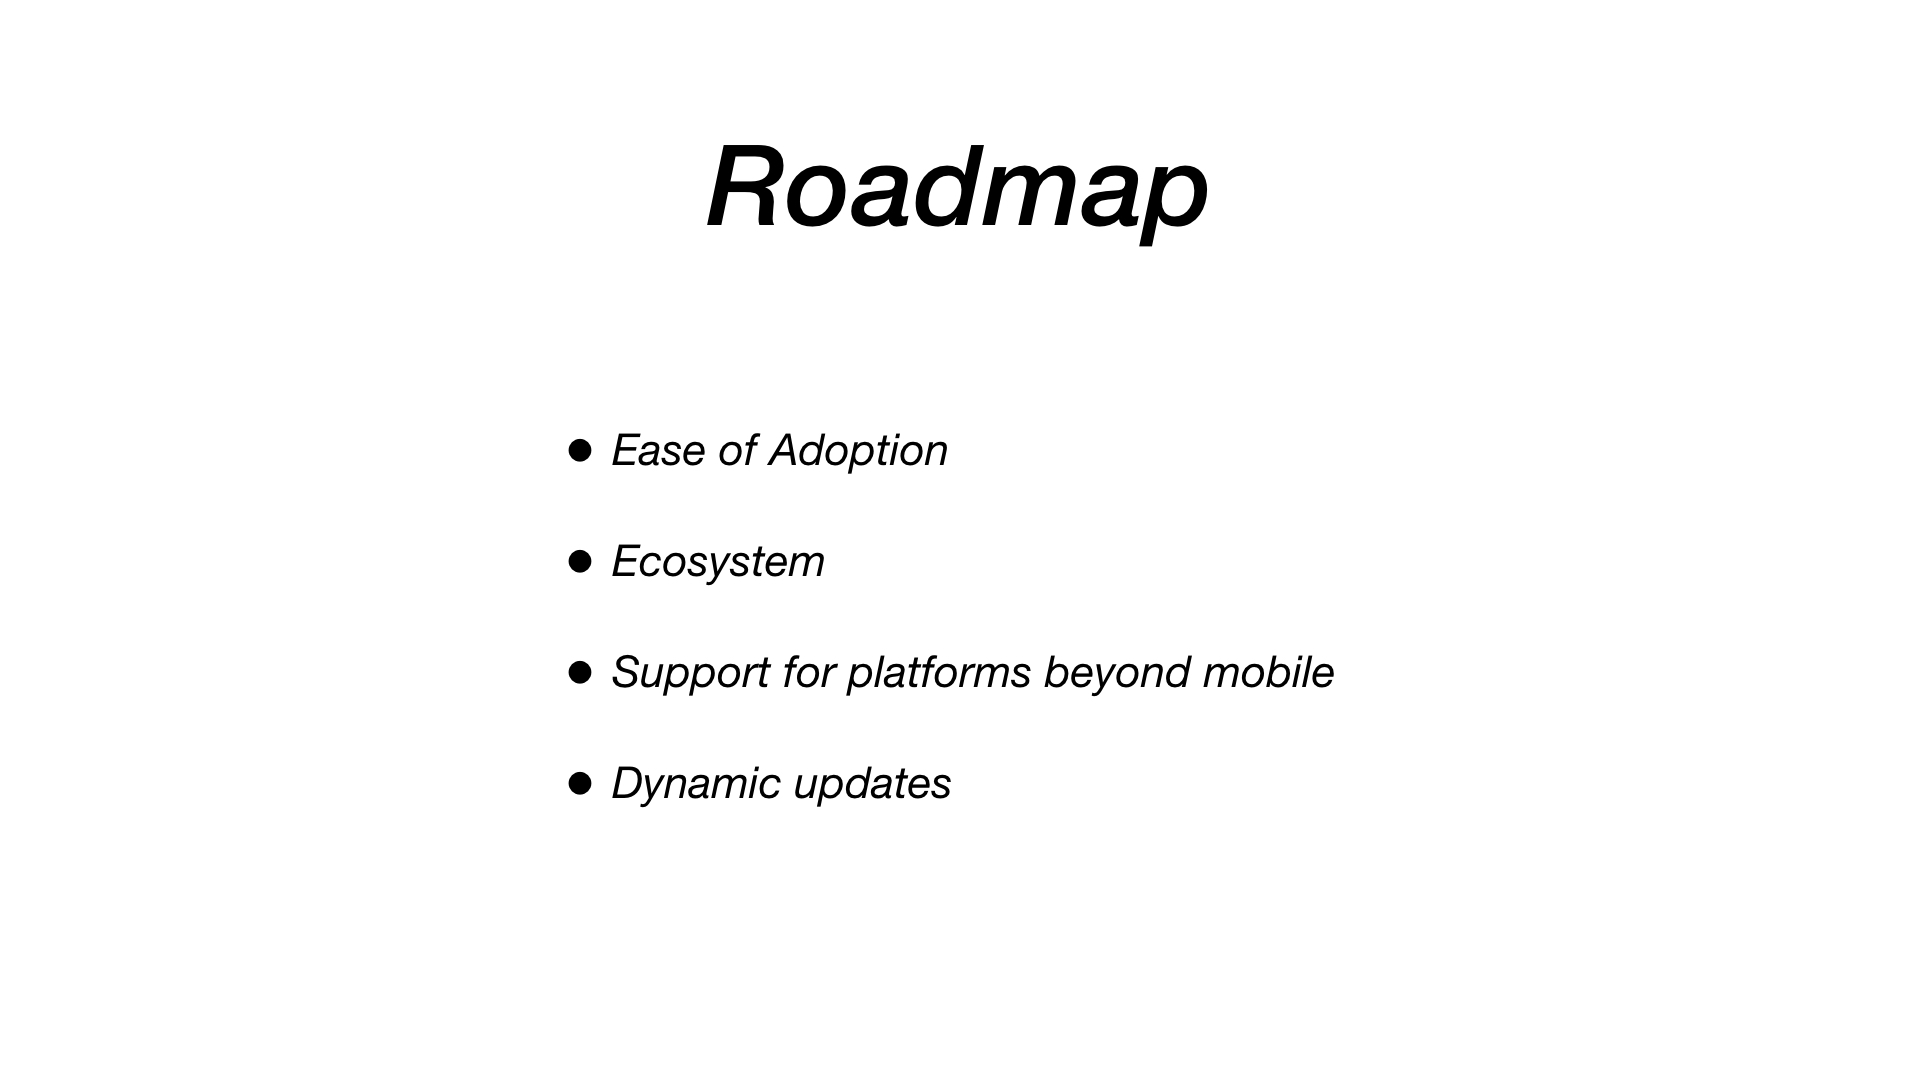 Roadmap
● Ease of Adoption
● Ecosystem
● Support for platforms beyond mobile
● Dynamic updates